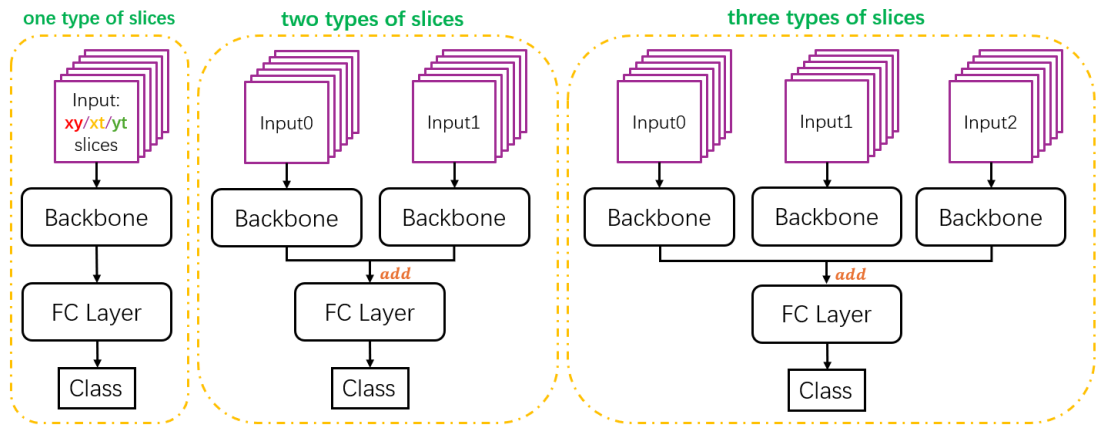 one type of slices
Input:
xy/xt/yt
slices
Backbone
FC Layer
Class
two types of slices
Input0
Input1
Backbone
Backbone
add
FC Layer
Class
three types of slices
Input0
Input1
Input2
Backbone
Backbone
Backbone
add
FC Layer
Class